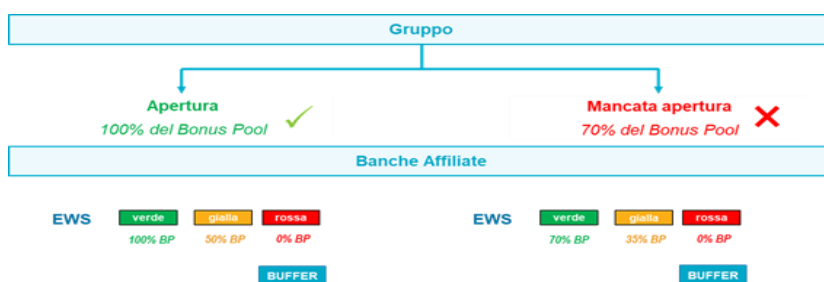 Gruppo
Apertura
100% del Bonus Pool
Mancata apertura
70% del Bonus Pool
Banche Affiliate
EWS verde gialla rossa
100% BP 50% BP 0% BP
BUFFER
EWS verde gialla rossa
70% BP 35% BP 0% BP
BUFFER